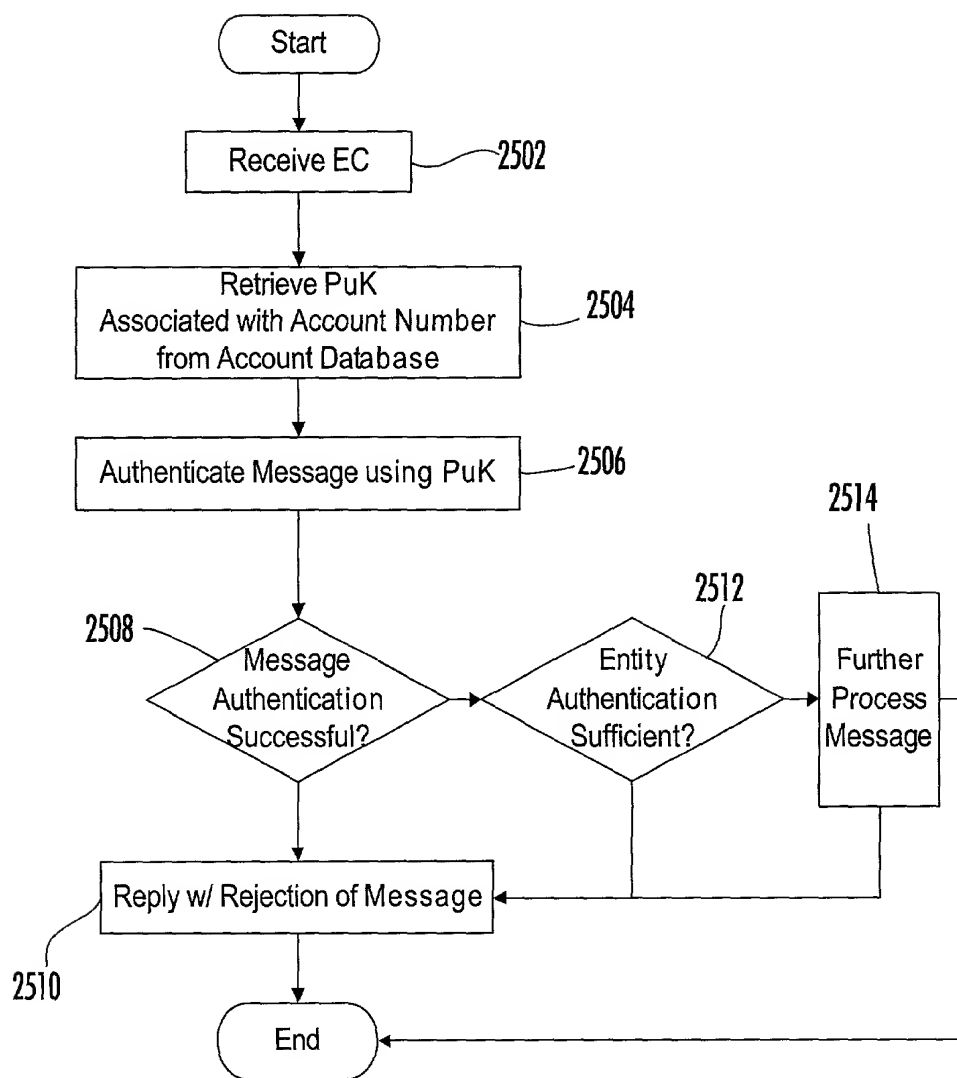 Start
Receive EC
2502
Retrieve PuK
Associated with Account Number
from Account Database
2504
Authenticate Message using PuK
2506
2508
Message
Authentication
Successful?
2512
Entity
Authentication
Sufficient?
2514
Further
Process
Message
Reply w/ Rejection of Message
2510
End